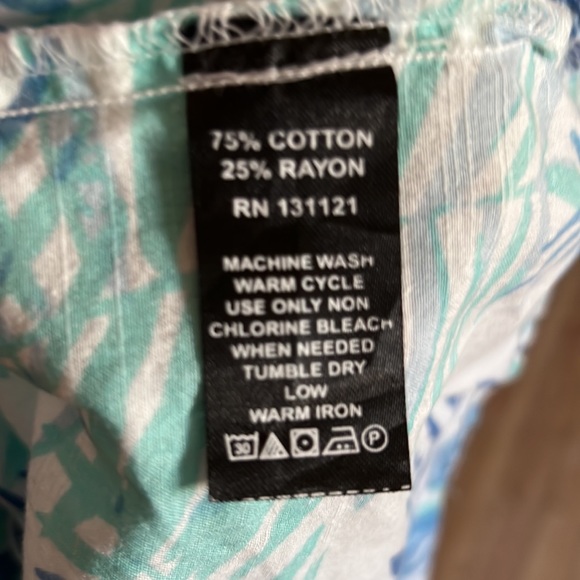 75% COTTON
25% RAYON
RN 131121
MACHINE WASH
WARM CYCLE
USE ONLY NON
CHLORINE BLEACH
WHEN NEEDED
TUMBLE DRY
LOW
WARM IRON
30 P